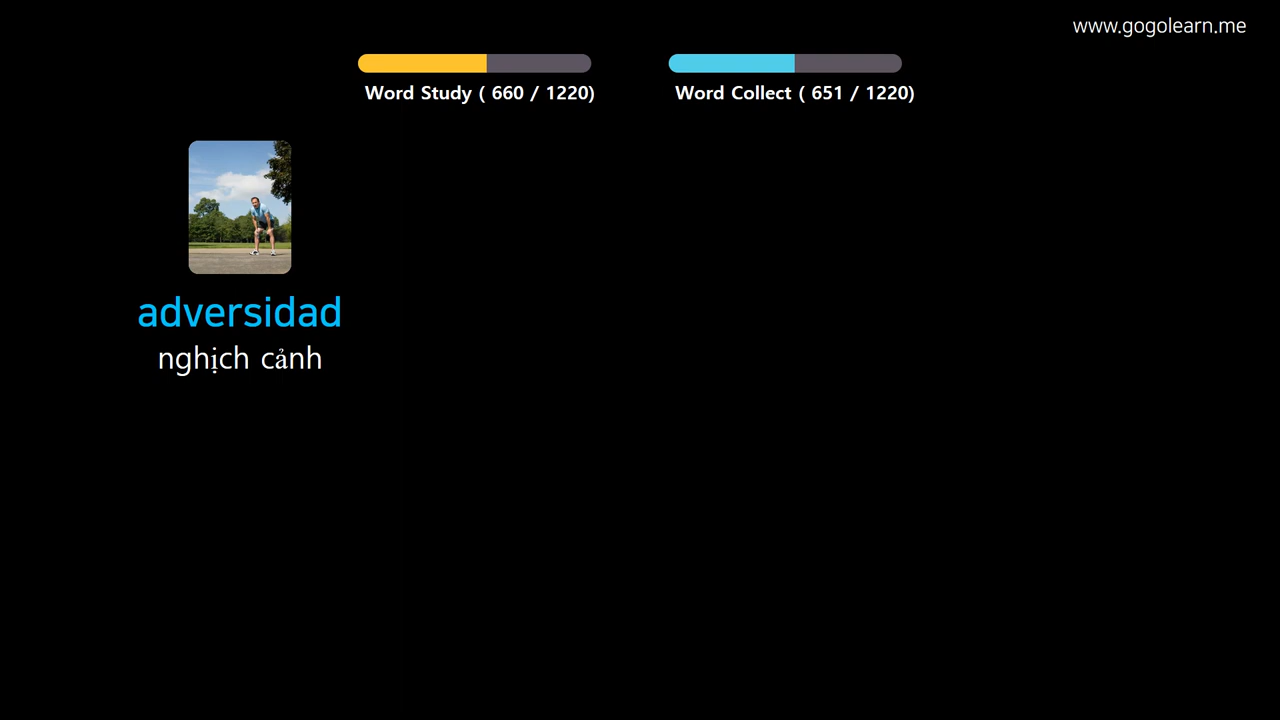 www.gogolearn.me
Word Study ( 660 / 1220)
Word Collect ( 651 / 1220)
adversidad
nghịch cảnh